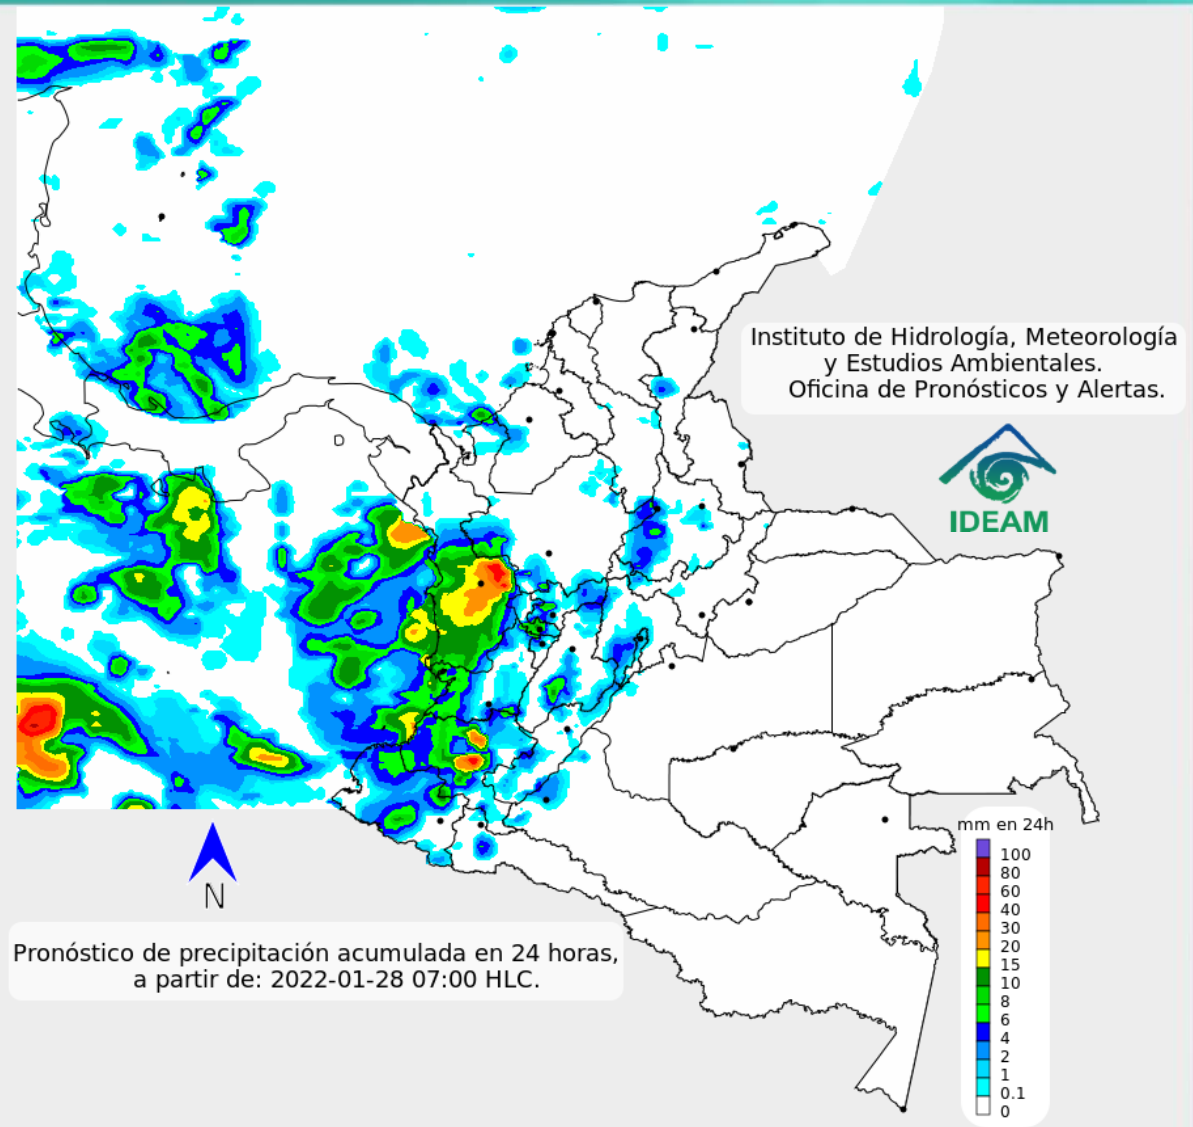 Instituto de Hidrología, Meteorología
y Estudios Ambientales.
Oficina de Pronósticos y Alertas.
IDEAM
mm en 24h
100
80
60
40
30
20
15
10
8
6
4
2
1
0.1
0
N
Pronóstico de precipitación acumulada en 24 horas,
a partir de: 2022-01-28 07:00 HLC.